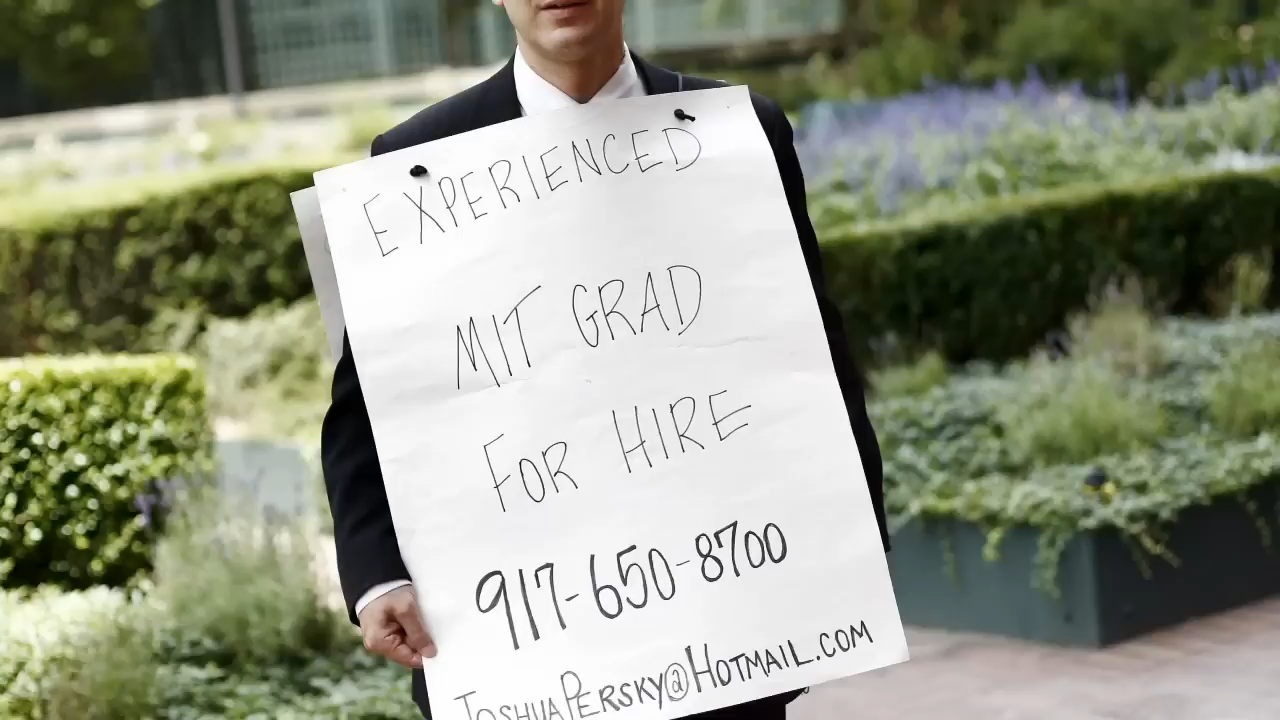 EXPERIENCED
MIT GRAD
FOR HIRE
917-650-8700
JOSHUAPERSKY@HOTMAIL.COM